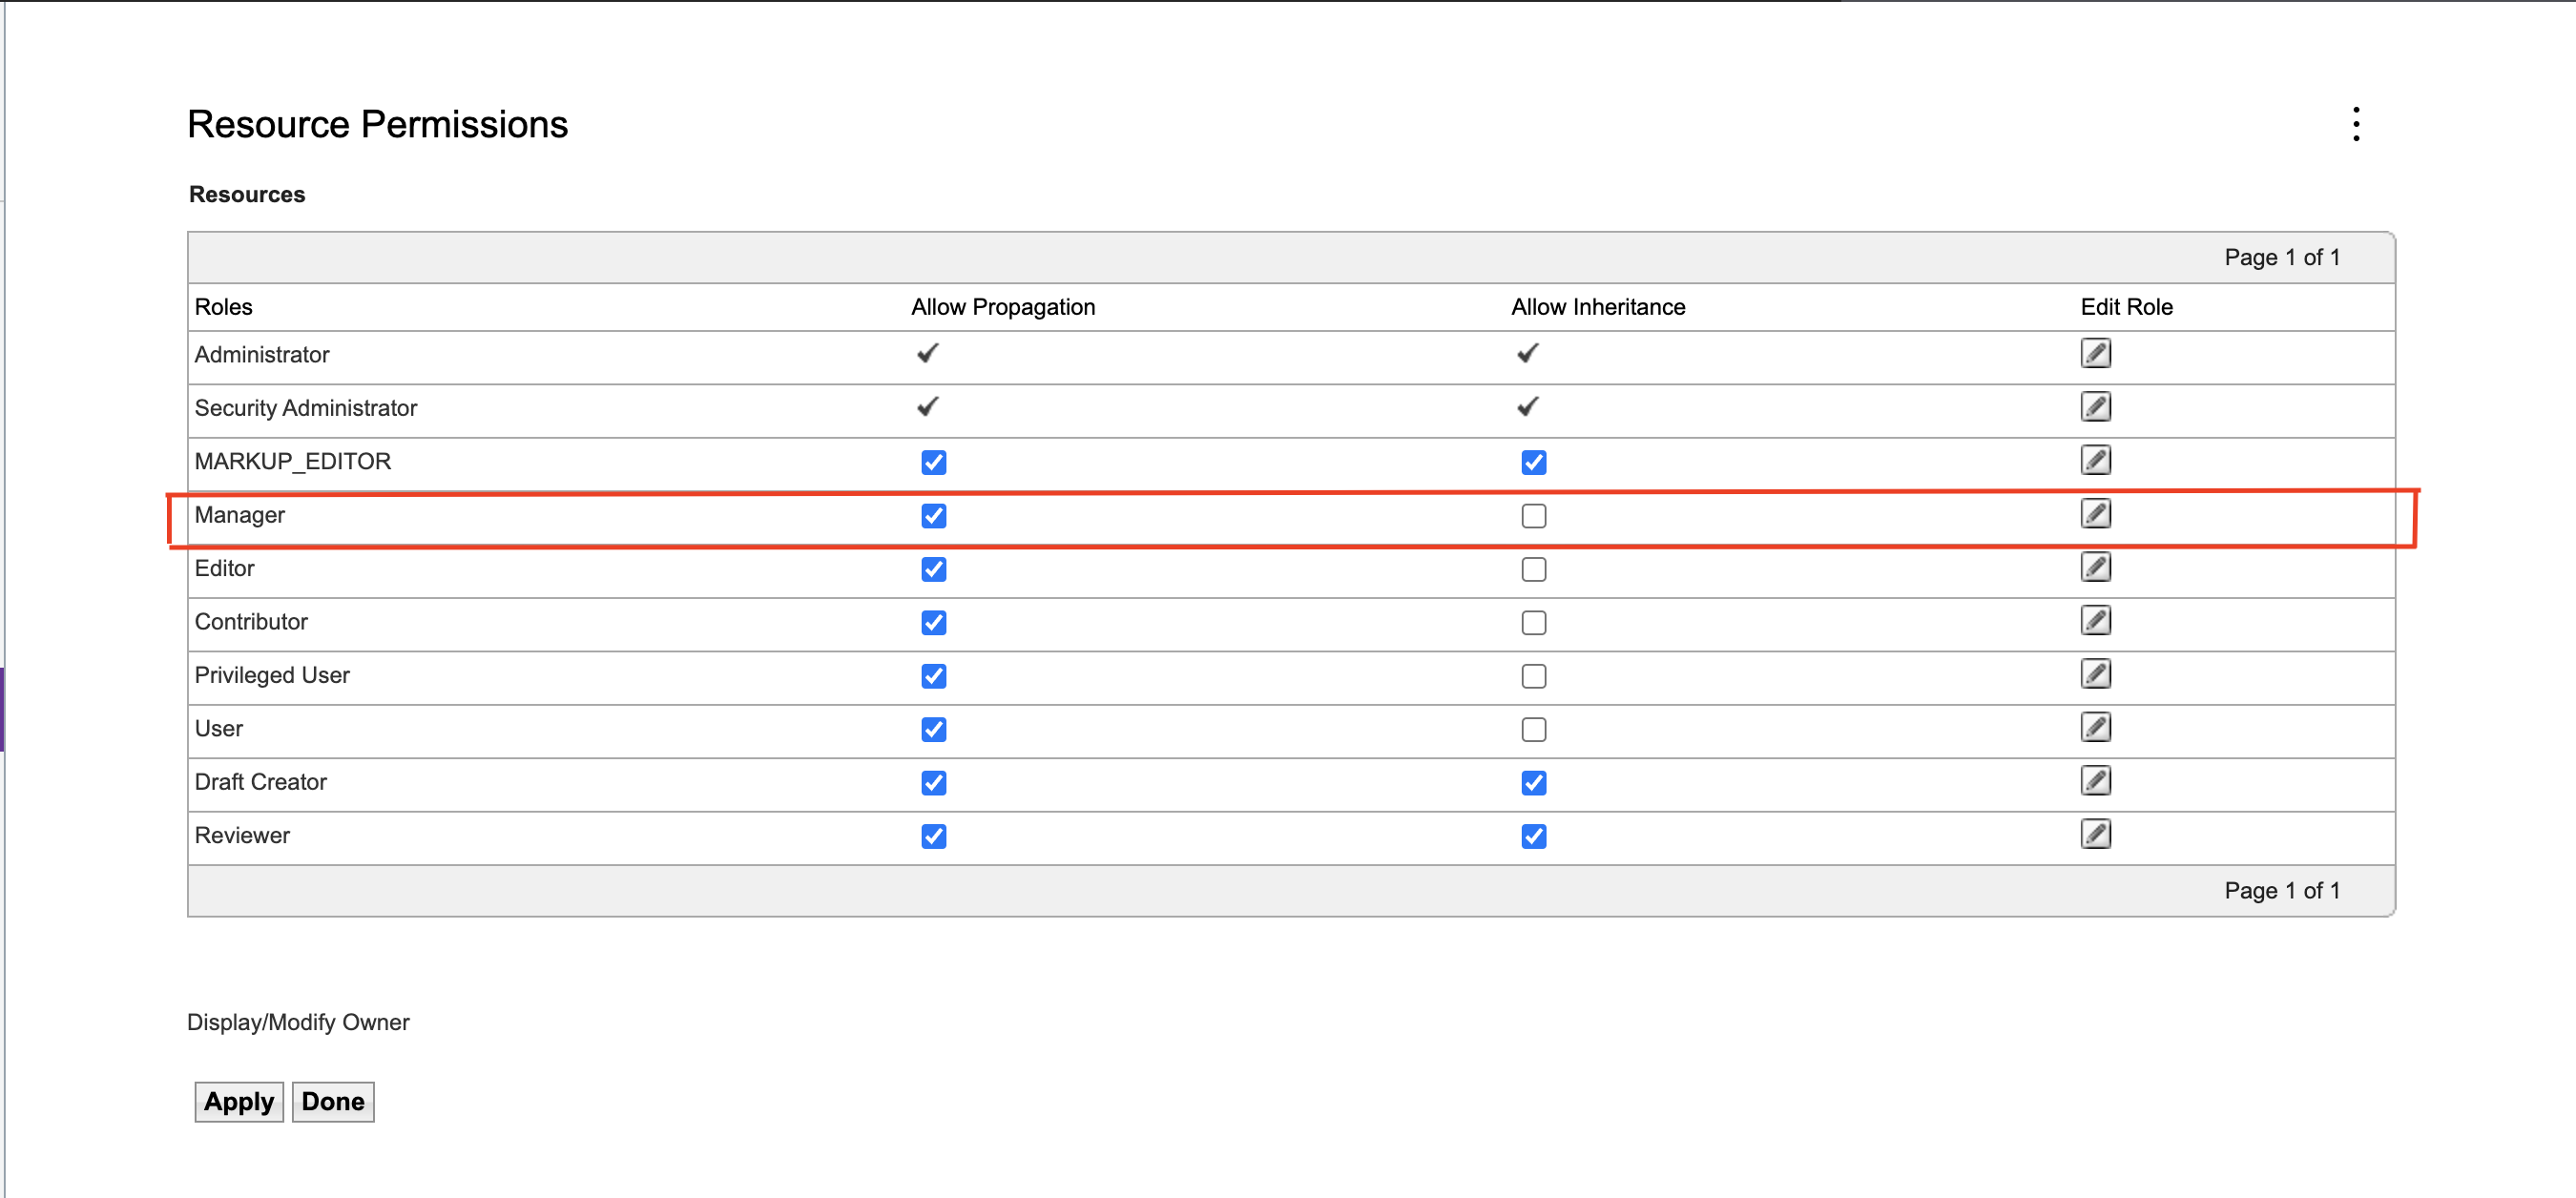 Resource Permissions
Resources
Page 1 of 1
Roles Allow Propagation Allow Inheritance Edit Role
Administrator
Security Administrator
MARKUP_EDITOR
Manager
Editor
Contributor
Privileged User
User
Draft Creator
Reviewer
Page 1 of 1
Display/Modify Owner
Apply Done